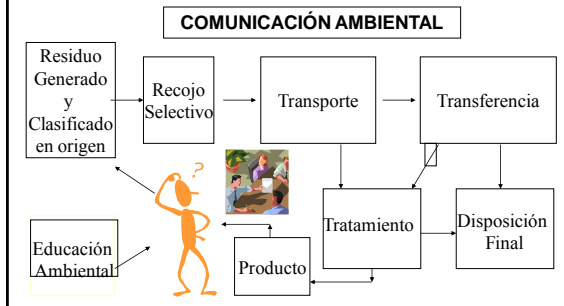 COMUNICACIÓN AMBIENTAL
Residuo
Generado
y
Clasificado
en origen
Recojo
Selectivo
Transporte
Transferencia
?
Educación
Ambiental
Producto
Tratamiento
Disposición
Final